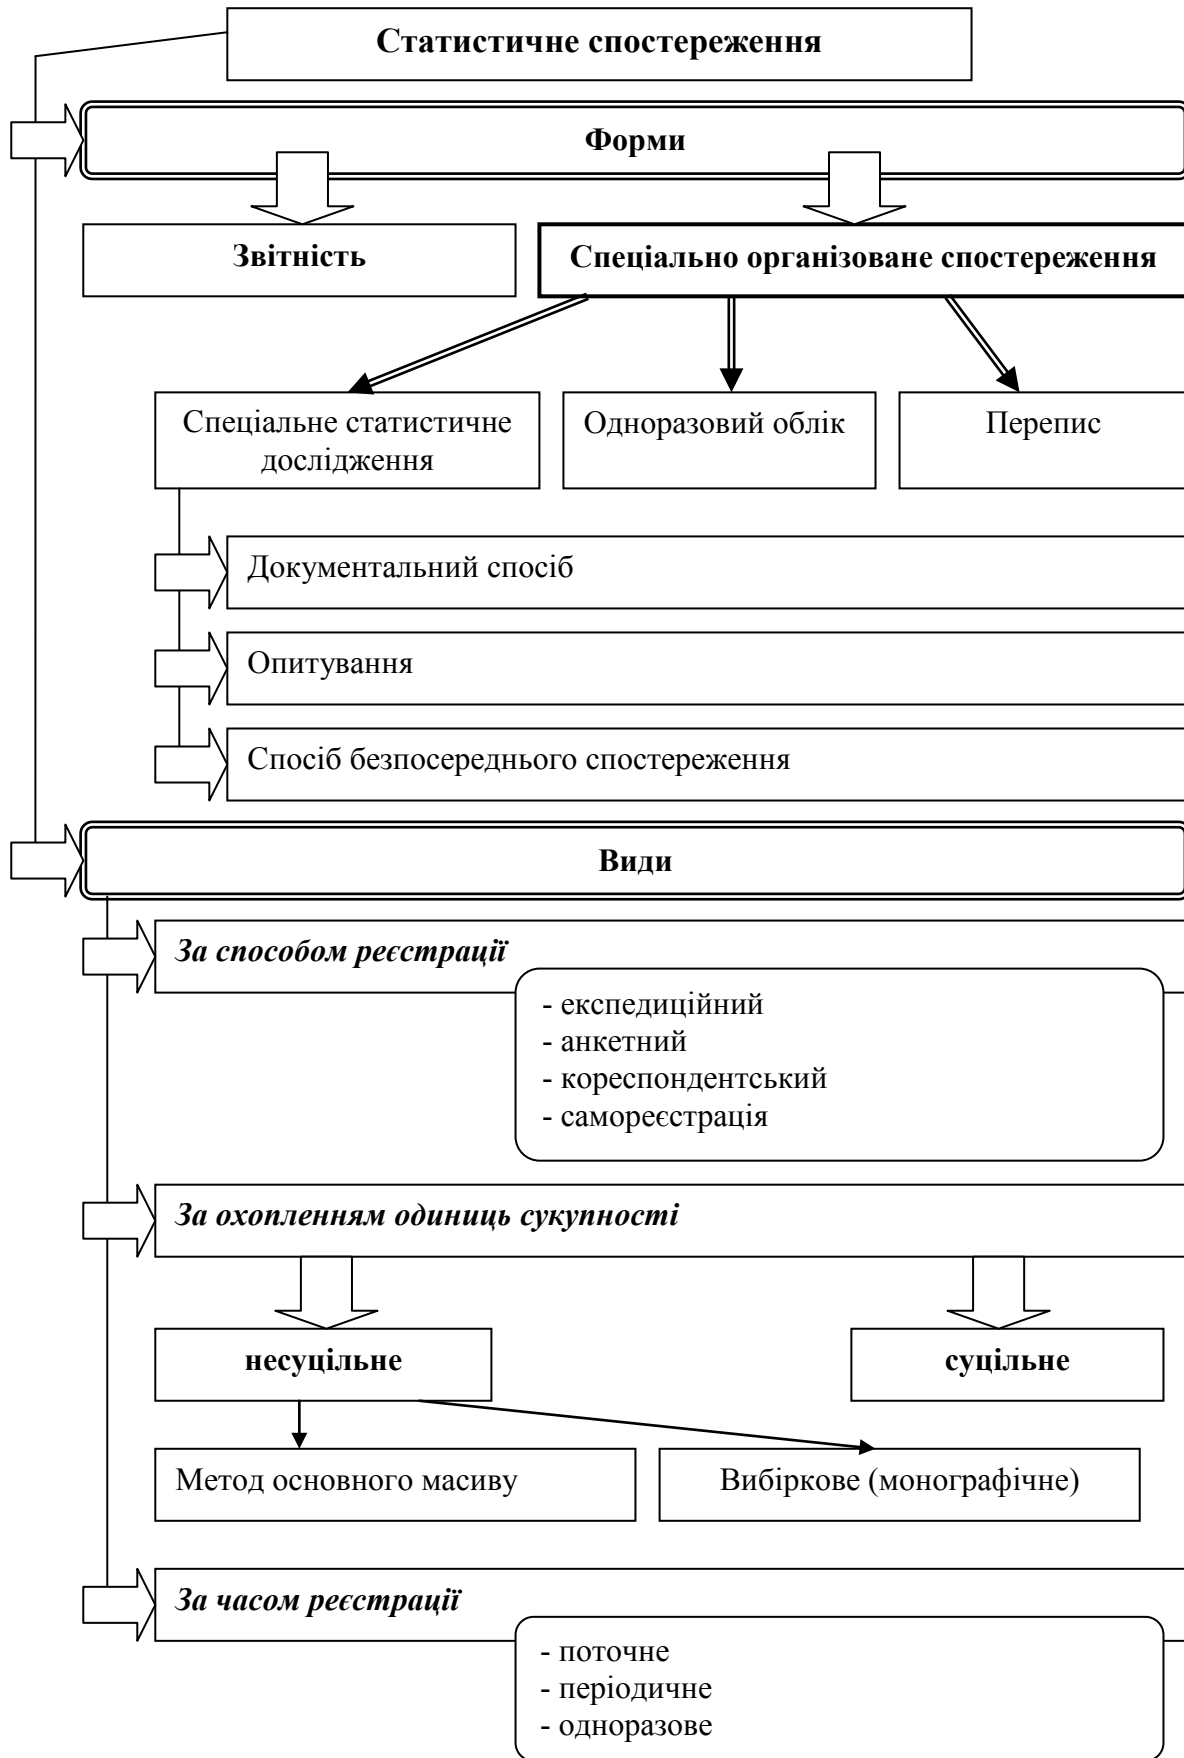 Статистичне спостереження
Форми
Звітність
Спеціально організоване спостереження
Спеціальне статистичне
дослідження
Одноразовий облік
Перепис
Документальний спосіб
Опитування
Спосіб безпосереднього спостереження
Види
За способом реєстрації
- експедиційний
- анкетний
- кореспондентський
- самореєстрація
За охопленням одиниць сукупності
несуцільне
суцільне
Метод основного масиву
Вибіркове (монографічне)
За часом реєстрації
- поточне
- періодичне
- одноразове